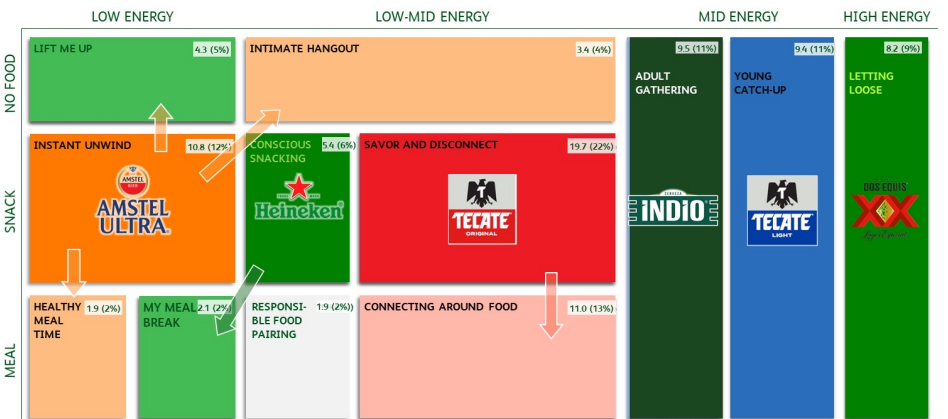 LOW ENERGY
LOW-MID ENERGY
MID ENERGY
HIGH ENERGY
NO FOOD
SNACK
MEAL
LIFT ME UP
4.3 (5%)
INTIMATE HANGOUT
3.4 (4%)
9.5 (11%)
ADULT
GATHERING
9.4 (11%)
YOUNG
CATCH-UP
8.2 (9%)
LETTING
LOOSE
INSTANT UNWIND
10.8 (12%)
AMSTEL
BEER
AMSTEL
ULTRA
CONSCIOUS
SNACKING
5.4 (6%)
Heineken
SAVOR AND DISCONNECT
19.7 (22%)
T
TECATE
ORIGINAL
CERVEZA
INDIO
T
TECATE
LIGHT
DOS EQUIS
XX
HEALTHY
MEAL
TIME
1.9 (2%)
MY MEAL
BREAK
2.1 (2%)
RESPONSI-
BLE FOOD
PAIRING
1.9 (2%)
CONNECTING AROUND FOOD
11.0 (13%)